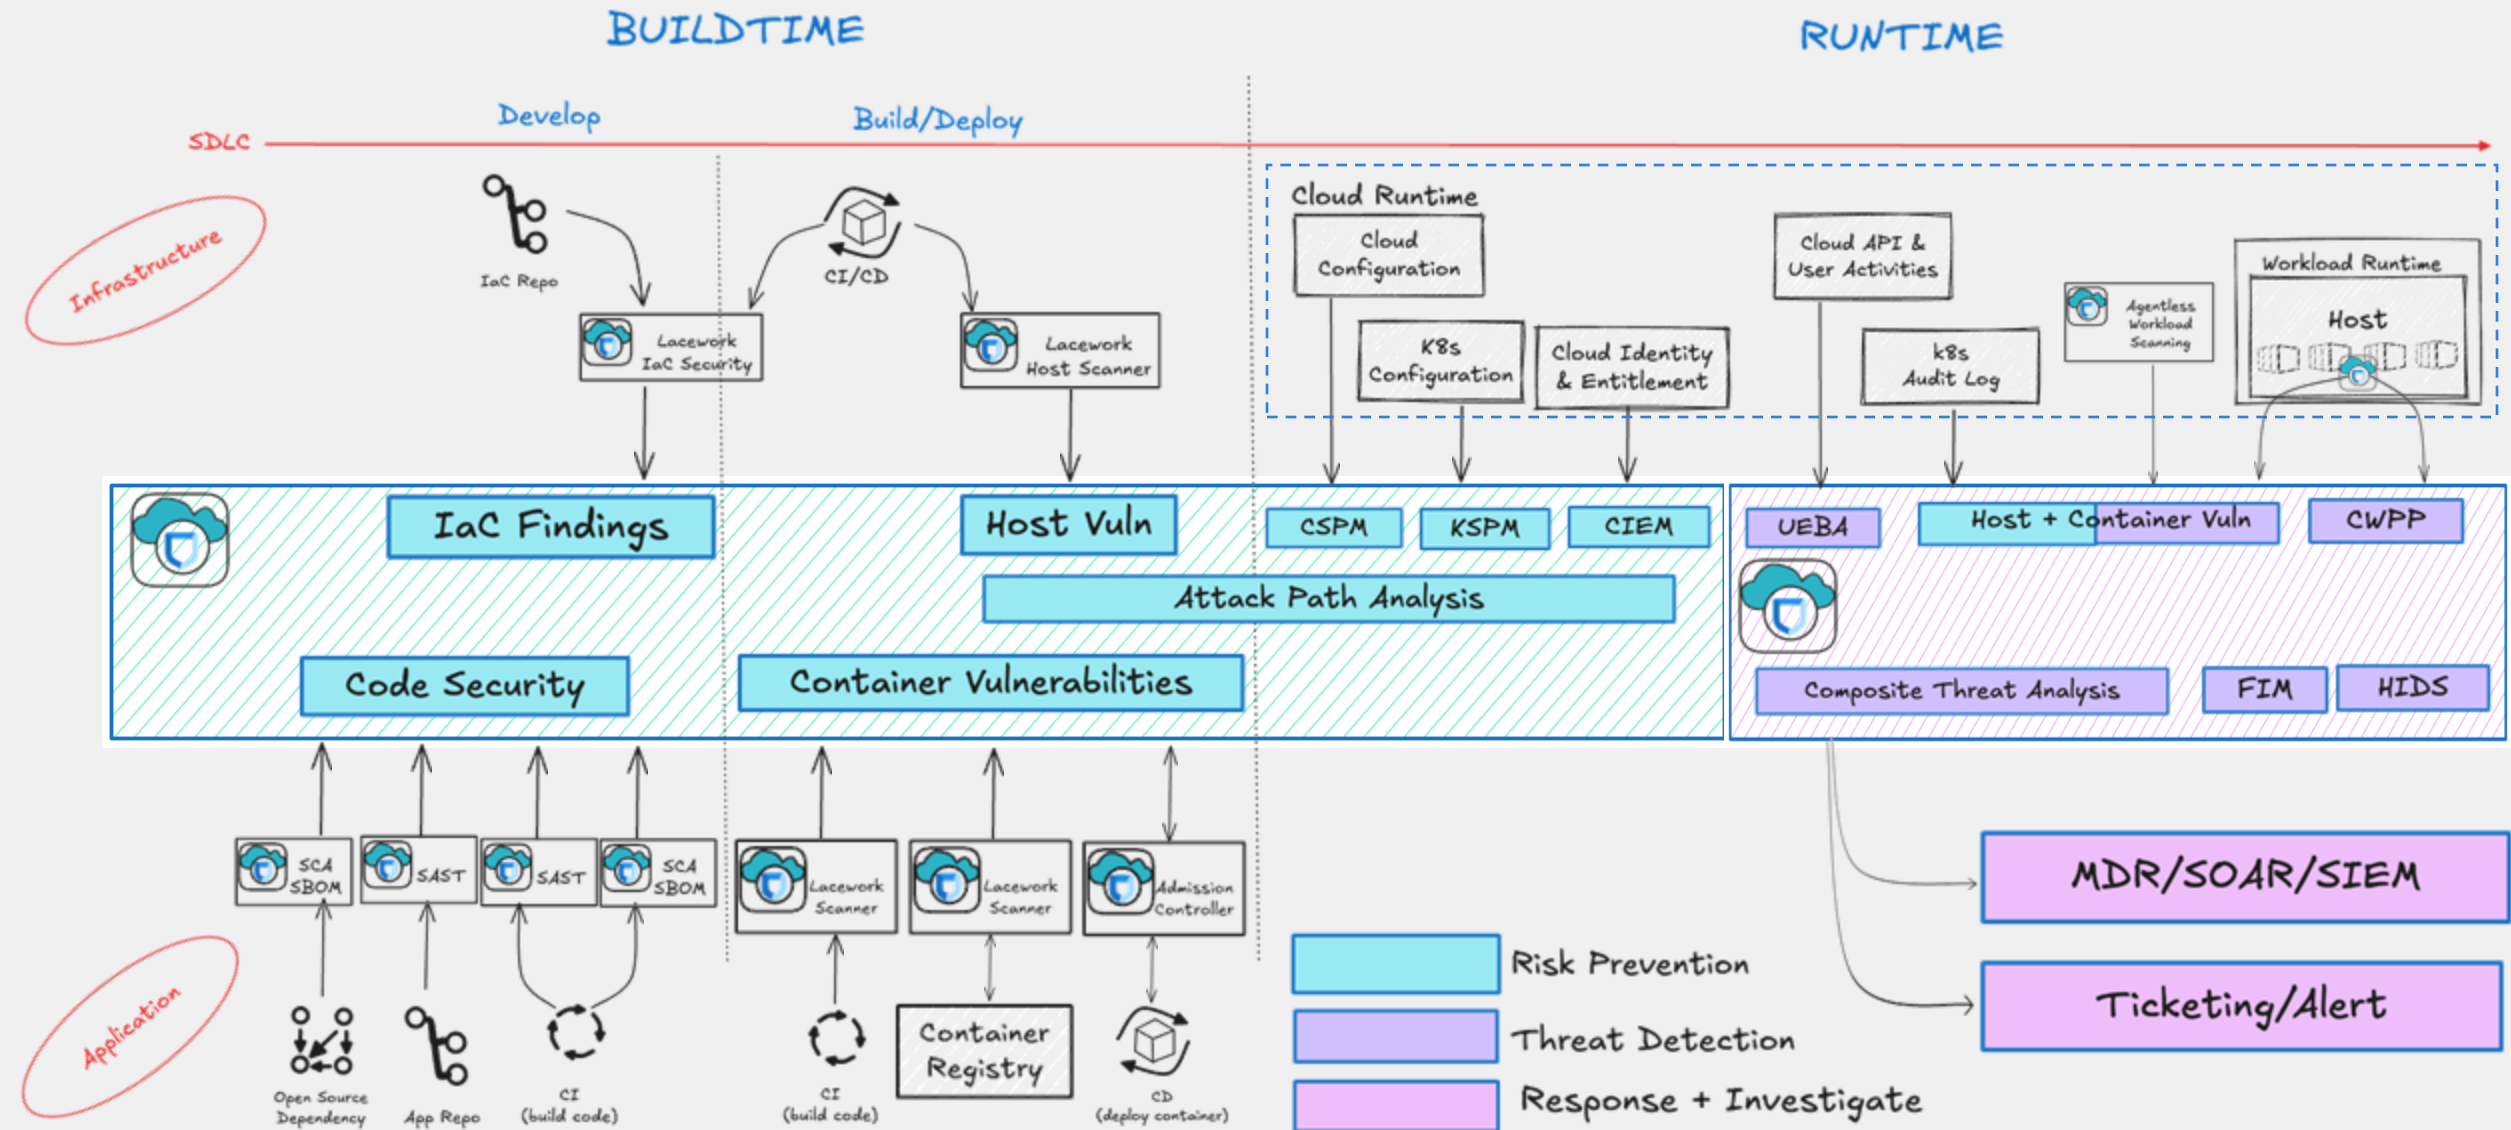 BUILDTIME
RUNTIME
Develop
Build/Deploy
SDLC
Infrastructure
IaC Repo
CI/CD
Lacework
IaC Security
Lacework
Host Scanner
Cloud Runtime
Cloud
Configuration
K8s
Configuration
Cloud Identity
& Entitlement
Cloud API &
User Activities
k8s
Audit Log
Agentless
Workload
Scanning
Workload Runtime
Host
IaC Findings
Host Vuln
CSPM
KSPM
CIEM
UEBA
Host + Container Vuln
CWPP
Attack Path Analysis
Code Security
Container Vulnerabilities
Composite Threat Analysis
FIM
HIDS
SCA
SBOM
SAST
SAST
SCA
SBOM
Lacework
Scanner
Lacework
Scanner
Admission
Controller
Application
Open Source
Dependency
App Repo
CI
(build code)
CI
(build code)
Container
Registry
CD
(deploy container)
Risk Prevention
Threat Detection
Response + Investigate
MDR/SOAR/SIEM
Ticketing/Alert